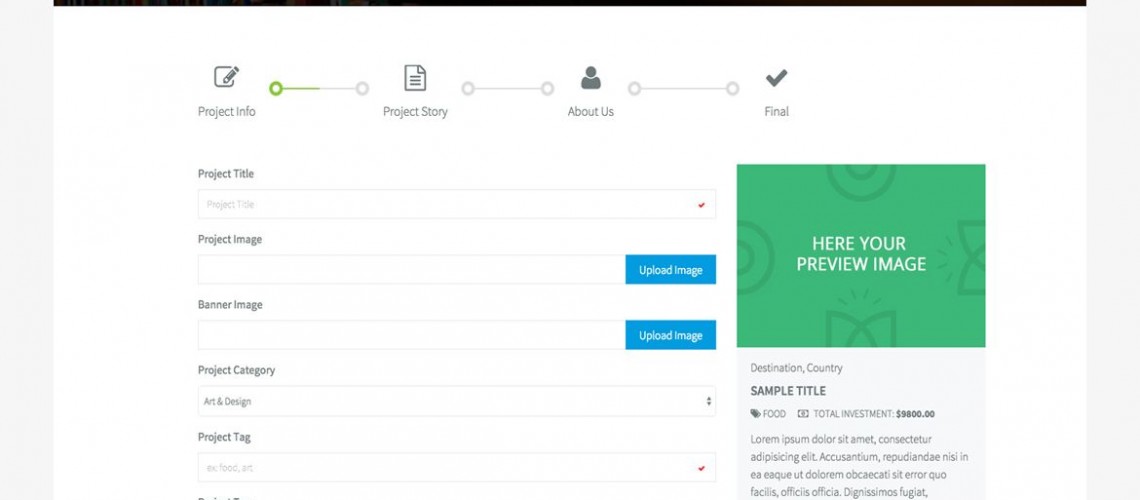 Project Info
Project Story
About Us
Final
Project Title
Project Title
Project Image
Upload Image
Banner Image
Upload Image
Project Category
Art & Design
Project Tag
ex: food, art
HERE YOUR
PREVIEW IMAGE
Destination, Country
SAMPLE TITLE
FOOD TOTAL INVESTMENT: $9800.00
Lorem ipsum dolor sit amet, consectetur
adipisicing elit. Accusantium, repudiandae nisi in
ea eaque ut dolorem obcaecati sit error quo
facilis, officiis officia. Dignissimos fugiat,